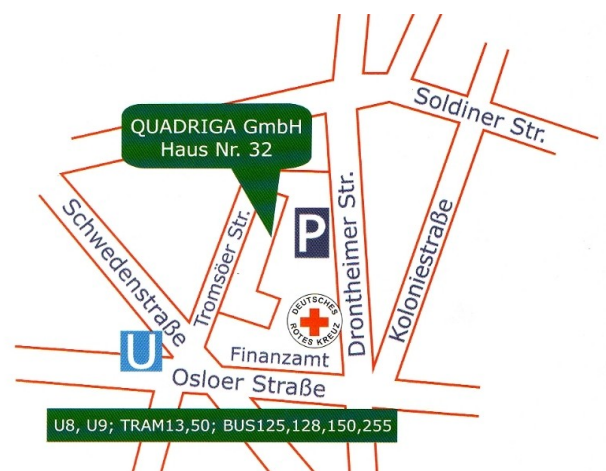 Soldiner Str.
QUADRIGA GmbH
Haus Nr. 32
Schwedenstraße
Tromsöer Str.
P
Drontheimer Str.
Koloniestraße
DEUTSCHES
ROTES KREUZ
U
Finanzamt
Osloer Straße
U8, U9; TRAM13,50; BUS125,128,150,255